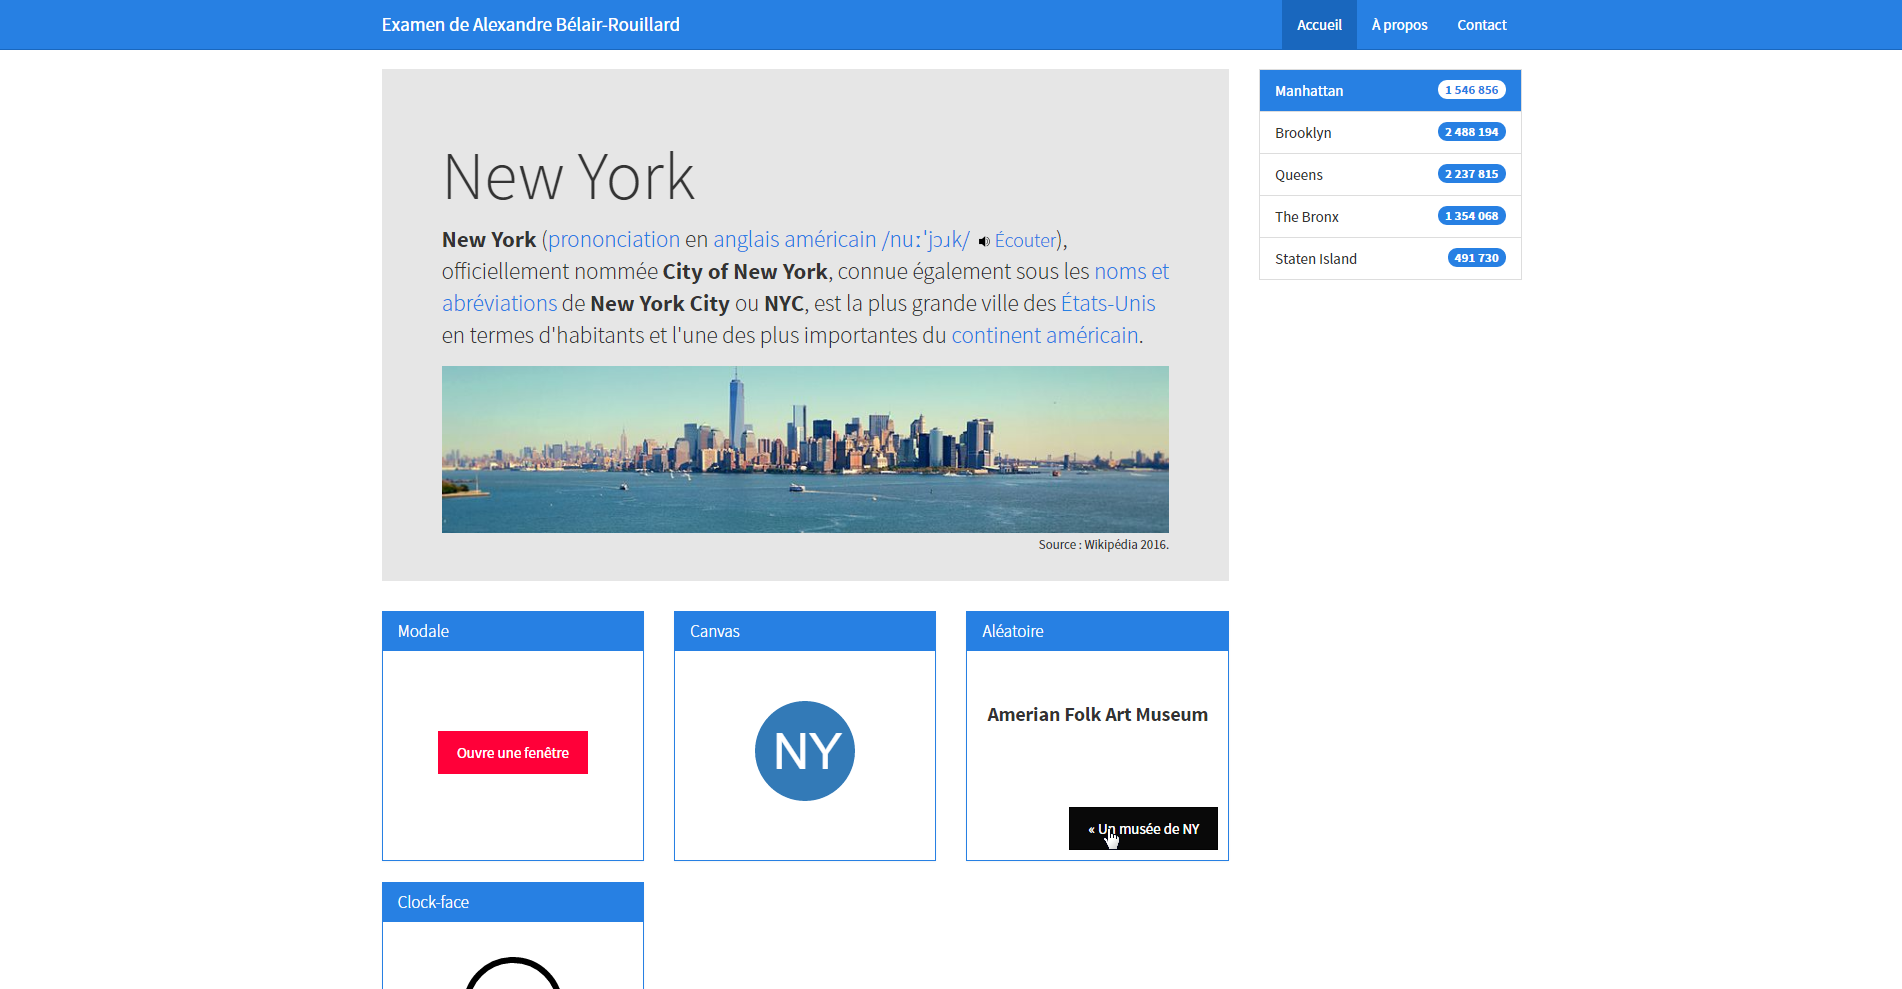 Examen de Alexandre Bélair-Rouillard
Accueil À propos Contact
New York
New York (prononciation en anglais américain /nuːˈjɔɹk/ Écouter),
officiellement nommée City of New York, connue également sous les noms et
abréviations de New York City ou NYC, est la plus grande ville des États-Unis
en termes d'habitants et l'une des plus importantes du continent américain.
Source : Wikipédia 2016.
Manhattan 1 546 856
Brooklyn 2 488 194
Queens 2 237 815
The Bronx 1 354 068
Staten Island 491 730
Modale
Ouvre une fenêtre
Canvas
NY
Aléatoire
Amerian Folk Art Museum
« Un musée de NY
Clock-face